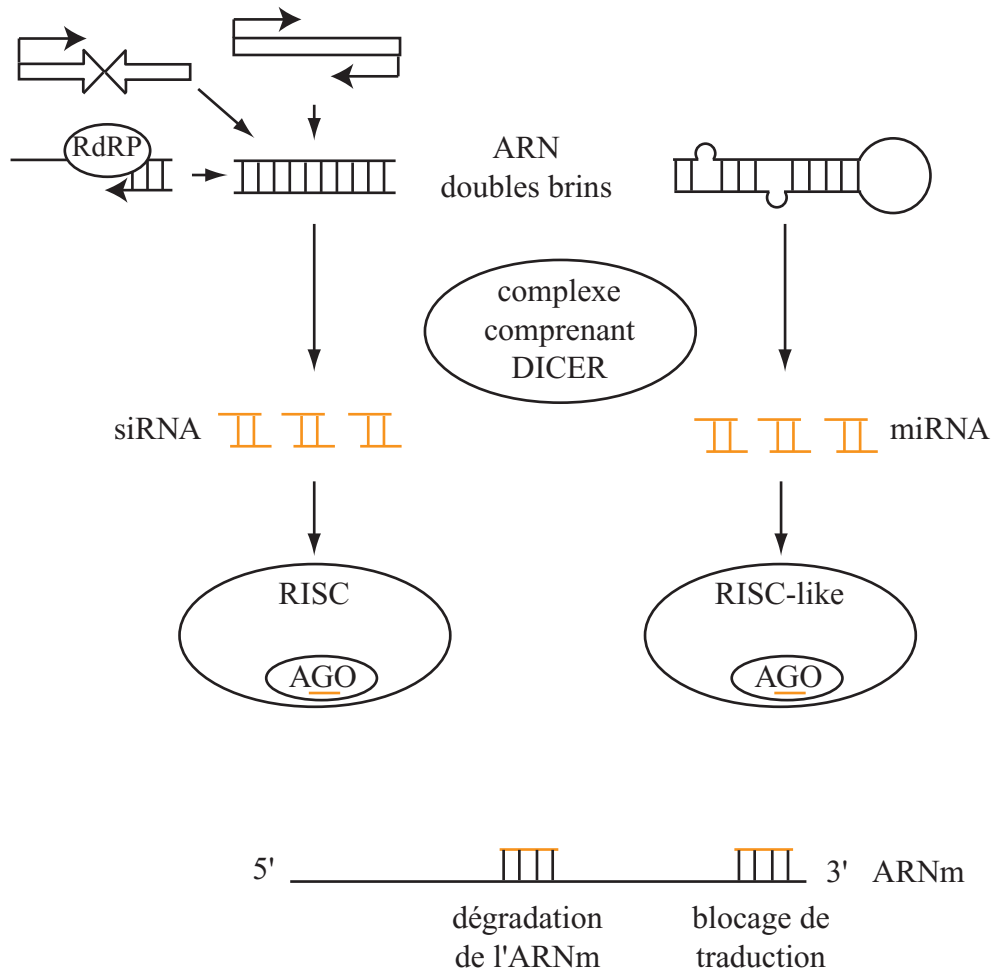 RdRP
ARN
doubles brins
complexe
comprenant
DICER
siRNA
miRNA
RISC
AGO
RISC-like
AGO
5'
3' ARNm
dégradation
de l'ARNm
blocage de
traduction